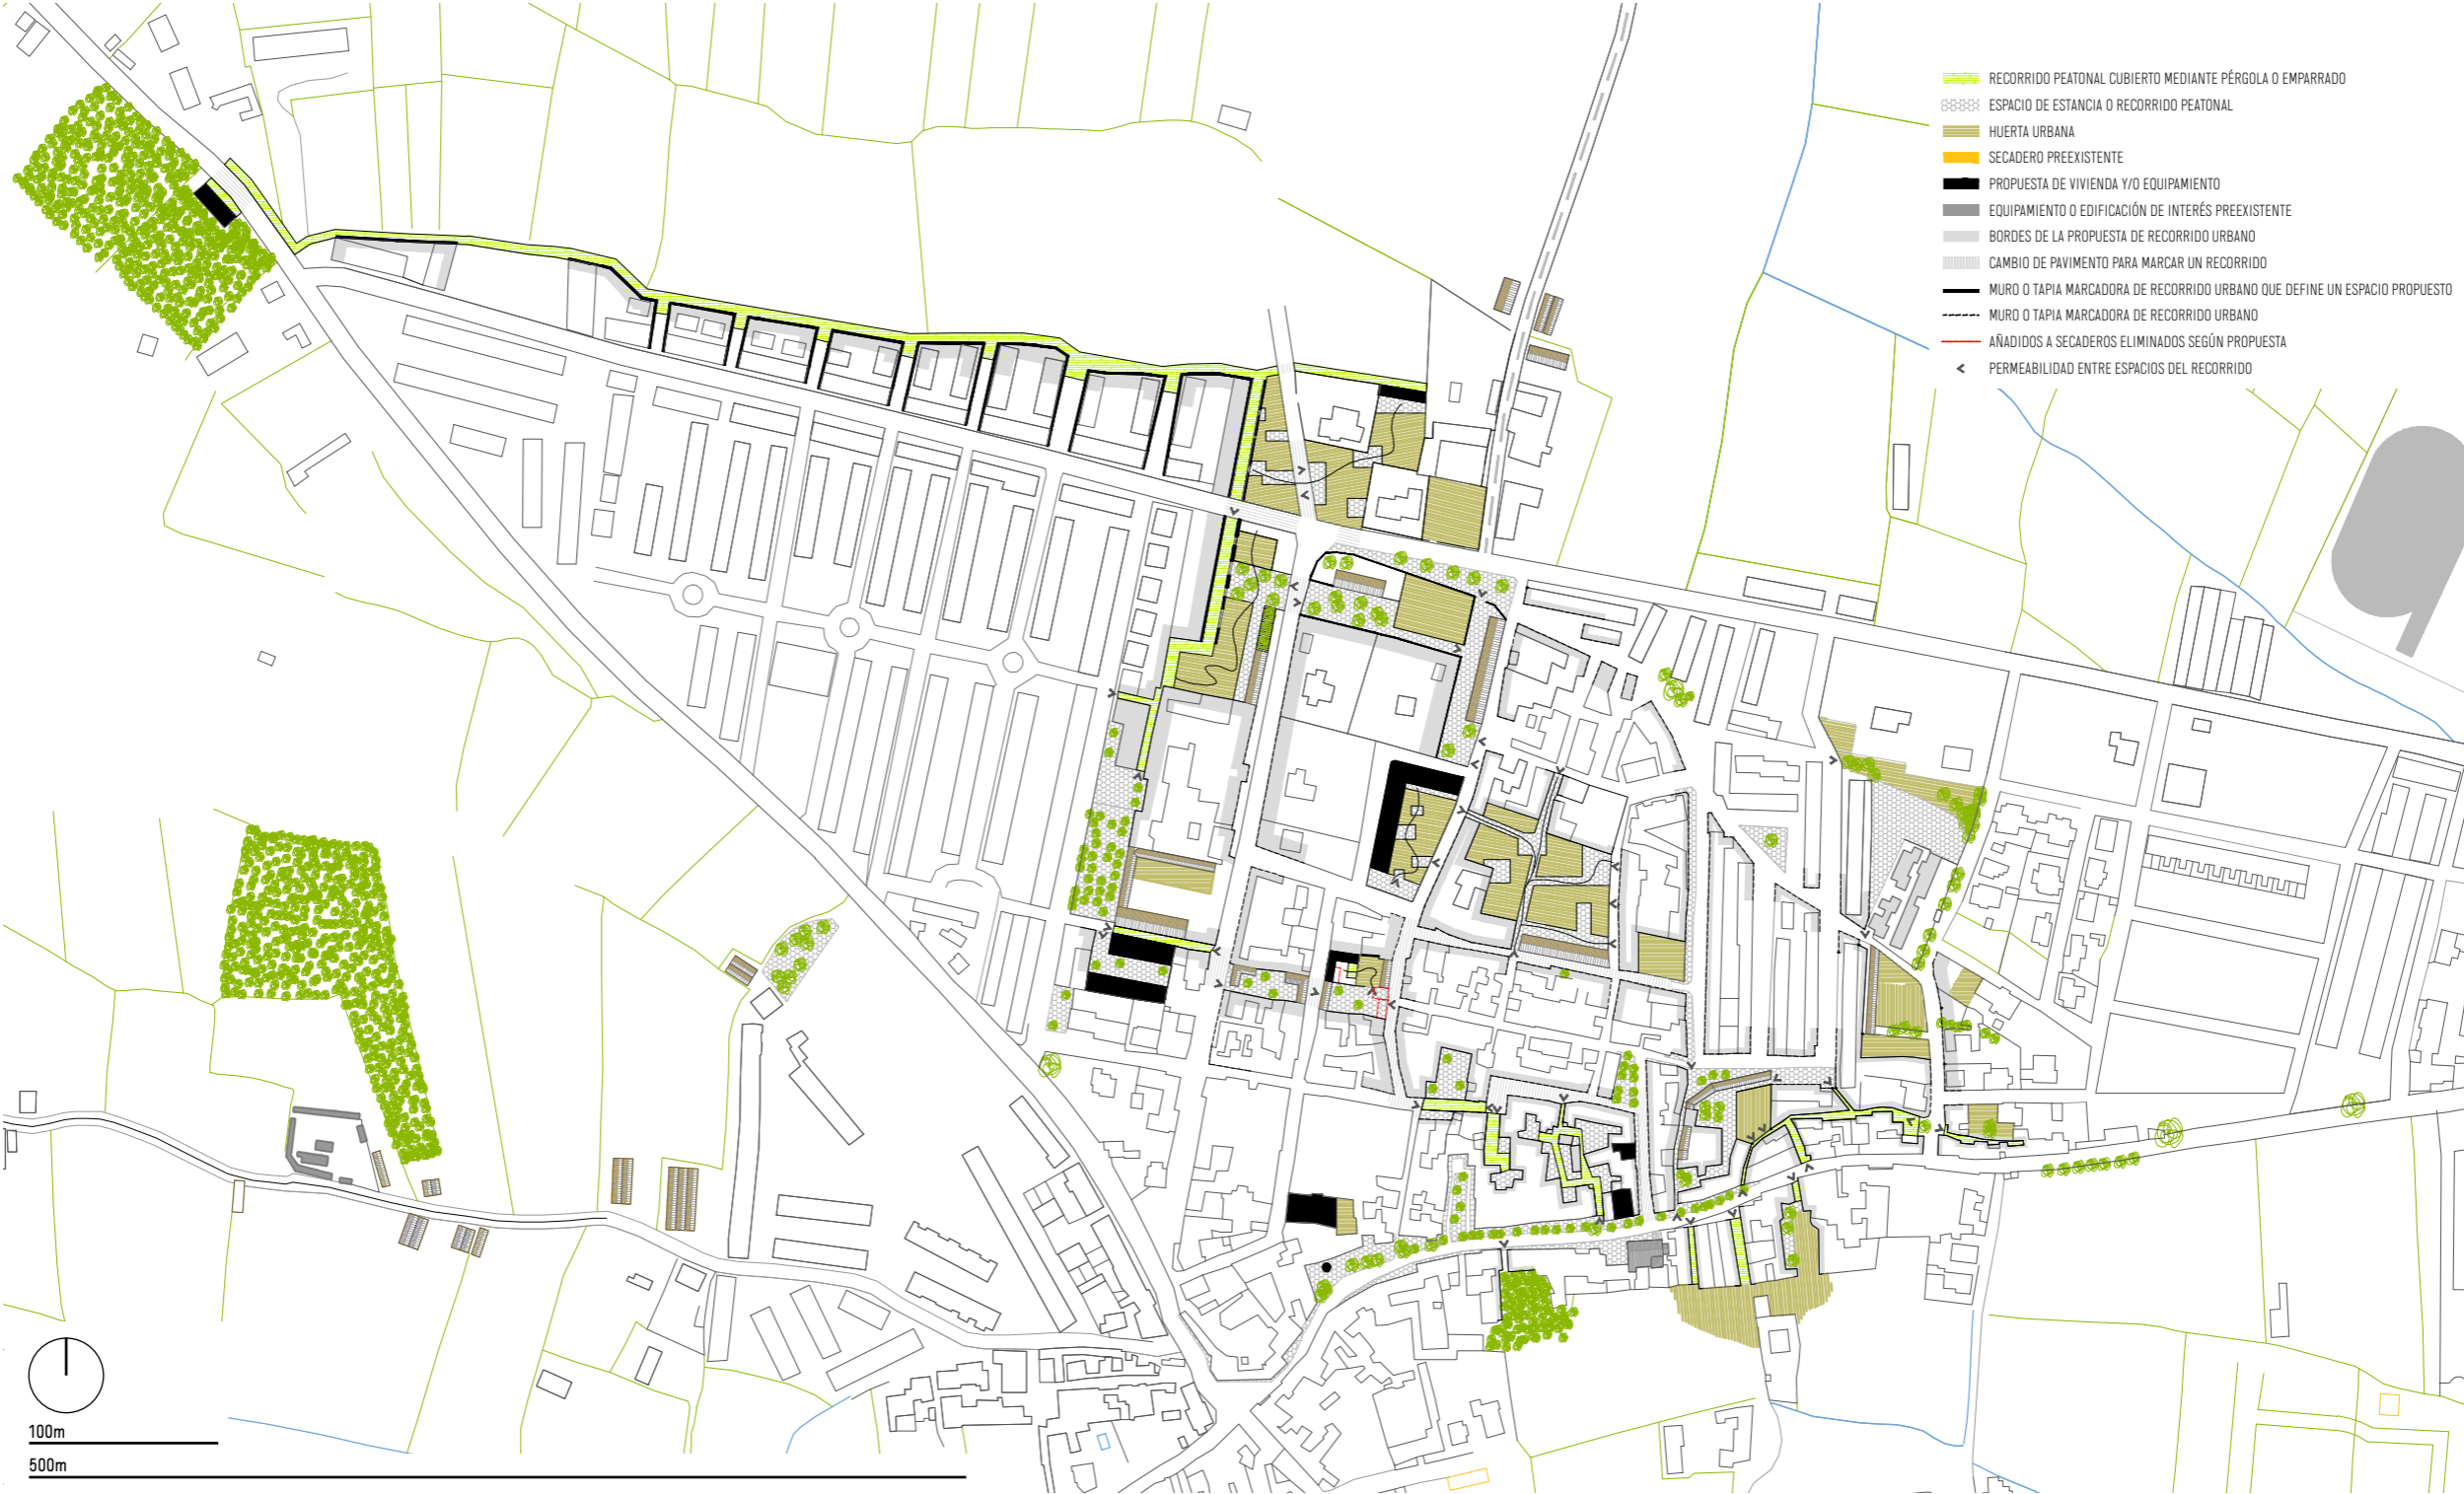 RECORRIDO PEATONAL CUBIERTO MEDIANTE PÉRGOLA O EMPARRADO
ESPACIO DE ESTANCIA O RECORRIDO PEATONAL
HUERTA URBANA
SECADERO PREEXISTENTE
PROPUESTA DE VIVIENDA Y/O EQUIPAMIENTO
EQUIPAMIENTO O EDIFICACIÓN DE INTERÉS PREEXISTENTE
BORDES DE LA PROPUESTA DE RECORRIDO URBANO
CAMBIO DE PAVIMENTO PARA MARCAR UN RECORRIDO
MURO O TAPIA MARCADORA DE RECORRIDO URBANO QUE DEFINE UN ESPACIO PROPUESTO
MURO O TAPIA MARCADORA DE RECORRIDO URBANO
AÑADIDOS A SECADEROS ELIMINADOS SEGÚN PROPUESTA
PERMEABILIDAD ENTRE ESPACIOS DEL RECORRIDO
100m
500m